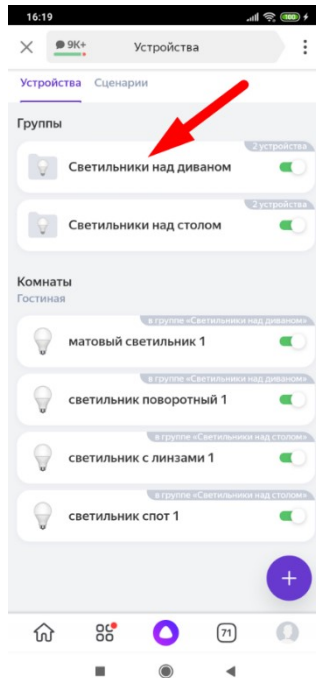 16:19
100
9K+
Устройства
Устройства Сценарии
Группы
2 устройства
Светильники над диваном
2 устройства
Светильники над столом
Комнаты
Гостиная
в группе «Светильники над диваном»
матовый светильник 1
в группе «Светильники над диваном»
светильник поворотный 1
в группе «Светильники над столом»
светильник с линзами 1
в группе «Светильники над столом»
светильник спот 1
71